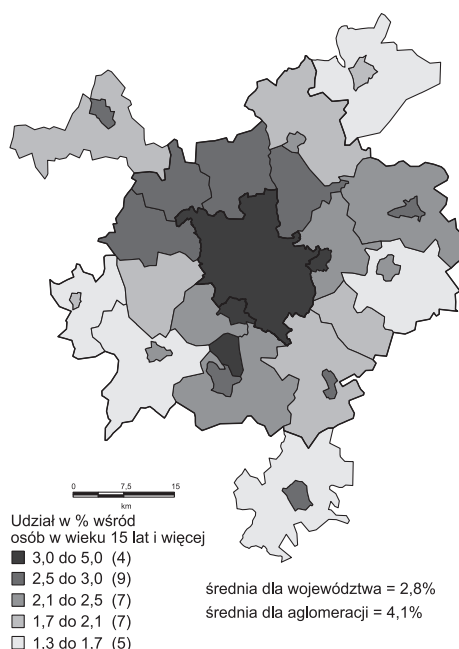 0 7,5 15
km
Udział w % wśród
osób w wieku 15 lat i więcej
3,0 do 5,0 (4)
2,5 do 3,0 (9)
2,1 do 2,5 (7)
1,7 do 2,1 (7)
1.3 do 1.7 (5)
średnia dla województwa = 2,8%
średnia dla aglomeracji = 4,1%